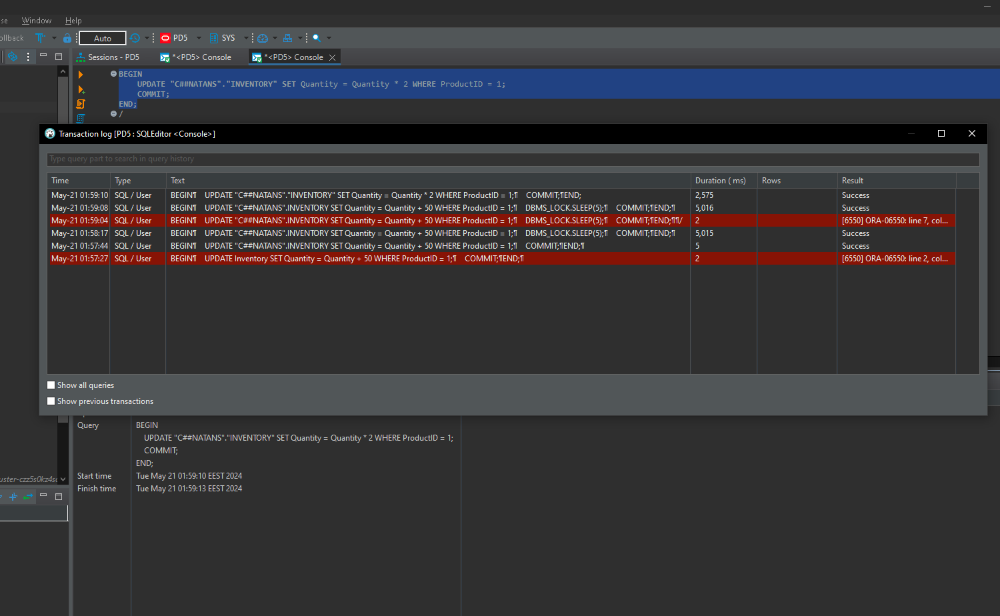 se Window Help
ollback Auto PD5 SYS
Sessions - PD5 *<PD5> Console *<PD5> Console
BEGIN
UPDATE "C##NATANS"."INVENTORY" SET Quantity = Quantity * 2 WHERE ProductID = 1;
COMMIT;
END;
/
Transaction log [PD5 : SQLEditor <Console>]
Type query part to search in query history
Time Type Text Duration ( ms) Rows Result
May-21 01:59:10 SQL / User BEGIN¶ UPDATE "C##NATANS"."INVENTORY" SET Quantity = Quantity * 2 WHERE ProductID = 1;¶ COMMIT;¶END; 2,575 Success
May-21 01:59:08 SQL / User BEGIN¶ UPDATE "C##NATANS".INVENTORY SET Quantity = Quantity + 50 WHERE ProductID = 1;¶ DBMS_LOCK.SLEEP(5);¶ COMMIT;¶END;¶ 5,016 Success
May-21 01:59:04 SQL / User BEGIN¶ UPDATE "C##NATANS".INVENTORY SET Quantity = Quantity + 50 WHERE ProductID = 1;¶ DBMS_LOCK.SLEEP(5);¶ COMMIT;¶END;¶¶/ 2 [6550] ORA-06550: line 7, col...
May-21 01:58:17 SQL / User BEGIN¶ UPDATE "C##NATANS".INVENTORY SET Quantity = Quantity + 50 WHERE ProductID = 1;¶ DBMS_LOCK.SLEEP(5);¶ COMMIT;¶END;¶ 5,015 Success
May-21 01:57:44 SQL / User BEGIN¶ UPDATE "C##NATANS".INVENTORY SET Quantity = Quantity + 50 WHERE ProductID = 1;¶ COMMIT;¶END;¶ 5 Success
May-21 01:57:27 SQL / User BEGIN¶ UPDATE Inventory SET Quantity = Quantity + 50 WHERE ProductID = 1;¶ COMMIT;¶END;¶ 2 [6550] ORA-06550: line 2, col...
Show all queries
Show previous transactions
Query BEGIN
UPDATE "C##NATANS"."INVENTORY" SET Quantity = Quantity * 2 WHERE ProductID = 1;
COMMIT;
END;
Start time Tue May 21 01:59:10 EEST 2024
Finish time Tue May 21 01:59:13 EEST 2024